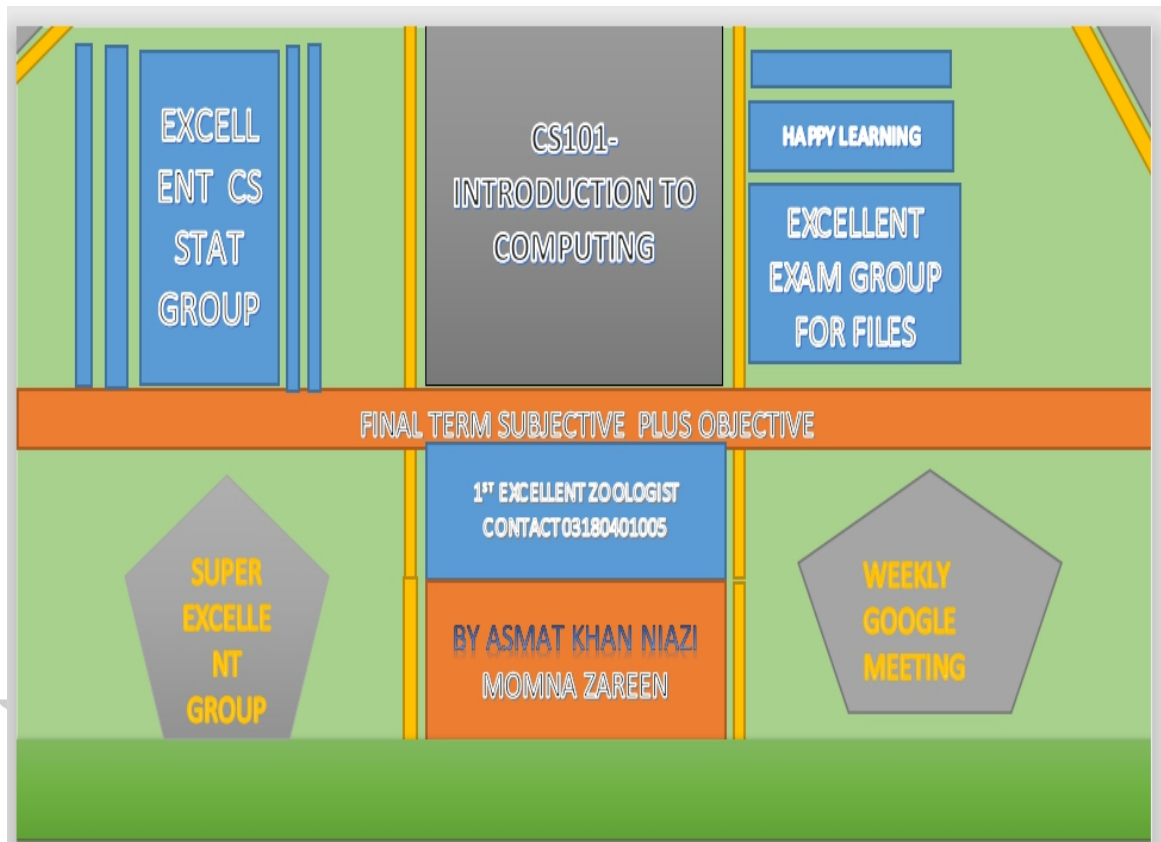 EXCELL
ENT CS
STAT
GROUP
CS101-
INTRODUCTION TO
COMPUTING
HAPPY LEARNING
EXCELLENT
EXAM GROUP
FOR FILES
FINAL TERM SUBJECTIVE PLUS OBJECTIVE
1ST EXCELLENT ZOOLOGIST
CONTACT 03180401005
SUPER
EXCELLE
NT
GROUP
BY ASMAT KHAN NIAZI
MOMNA ZAREEN
WEEKLY
GOOGLE
MEETING